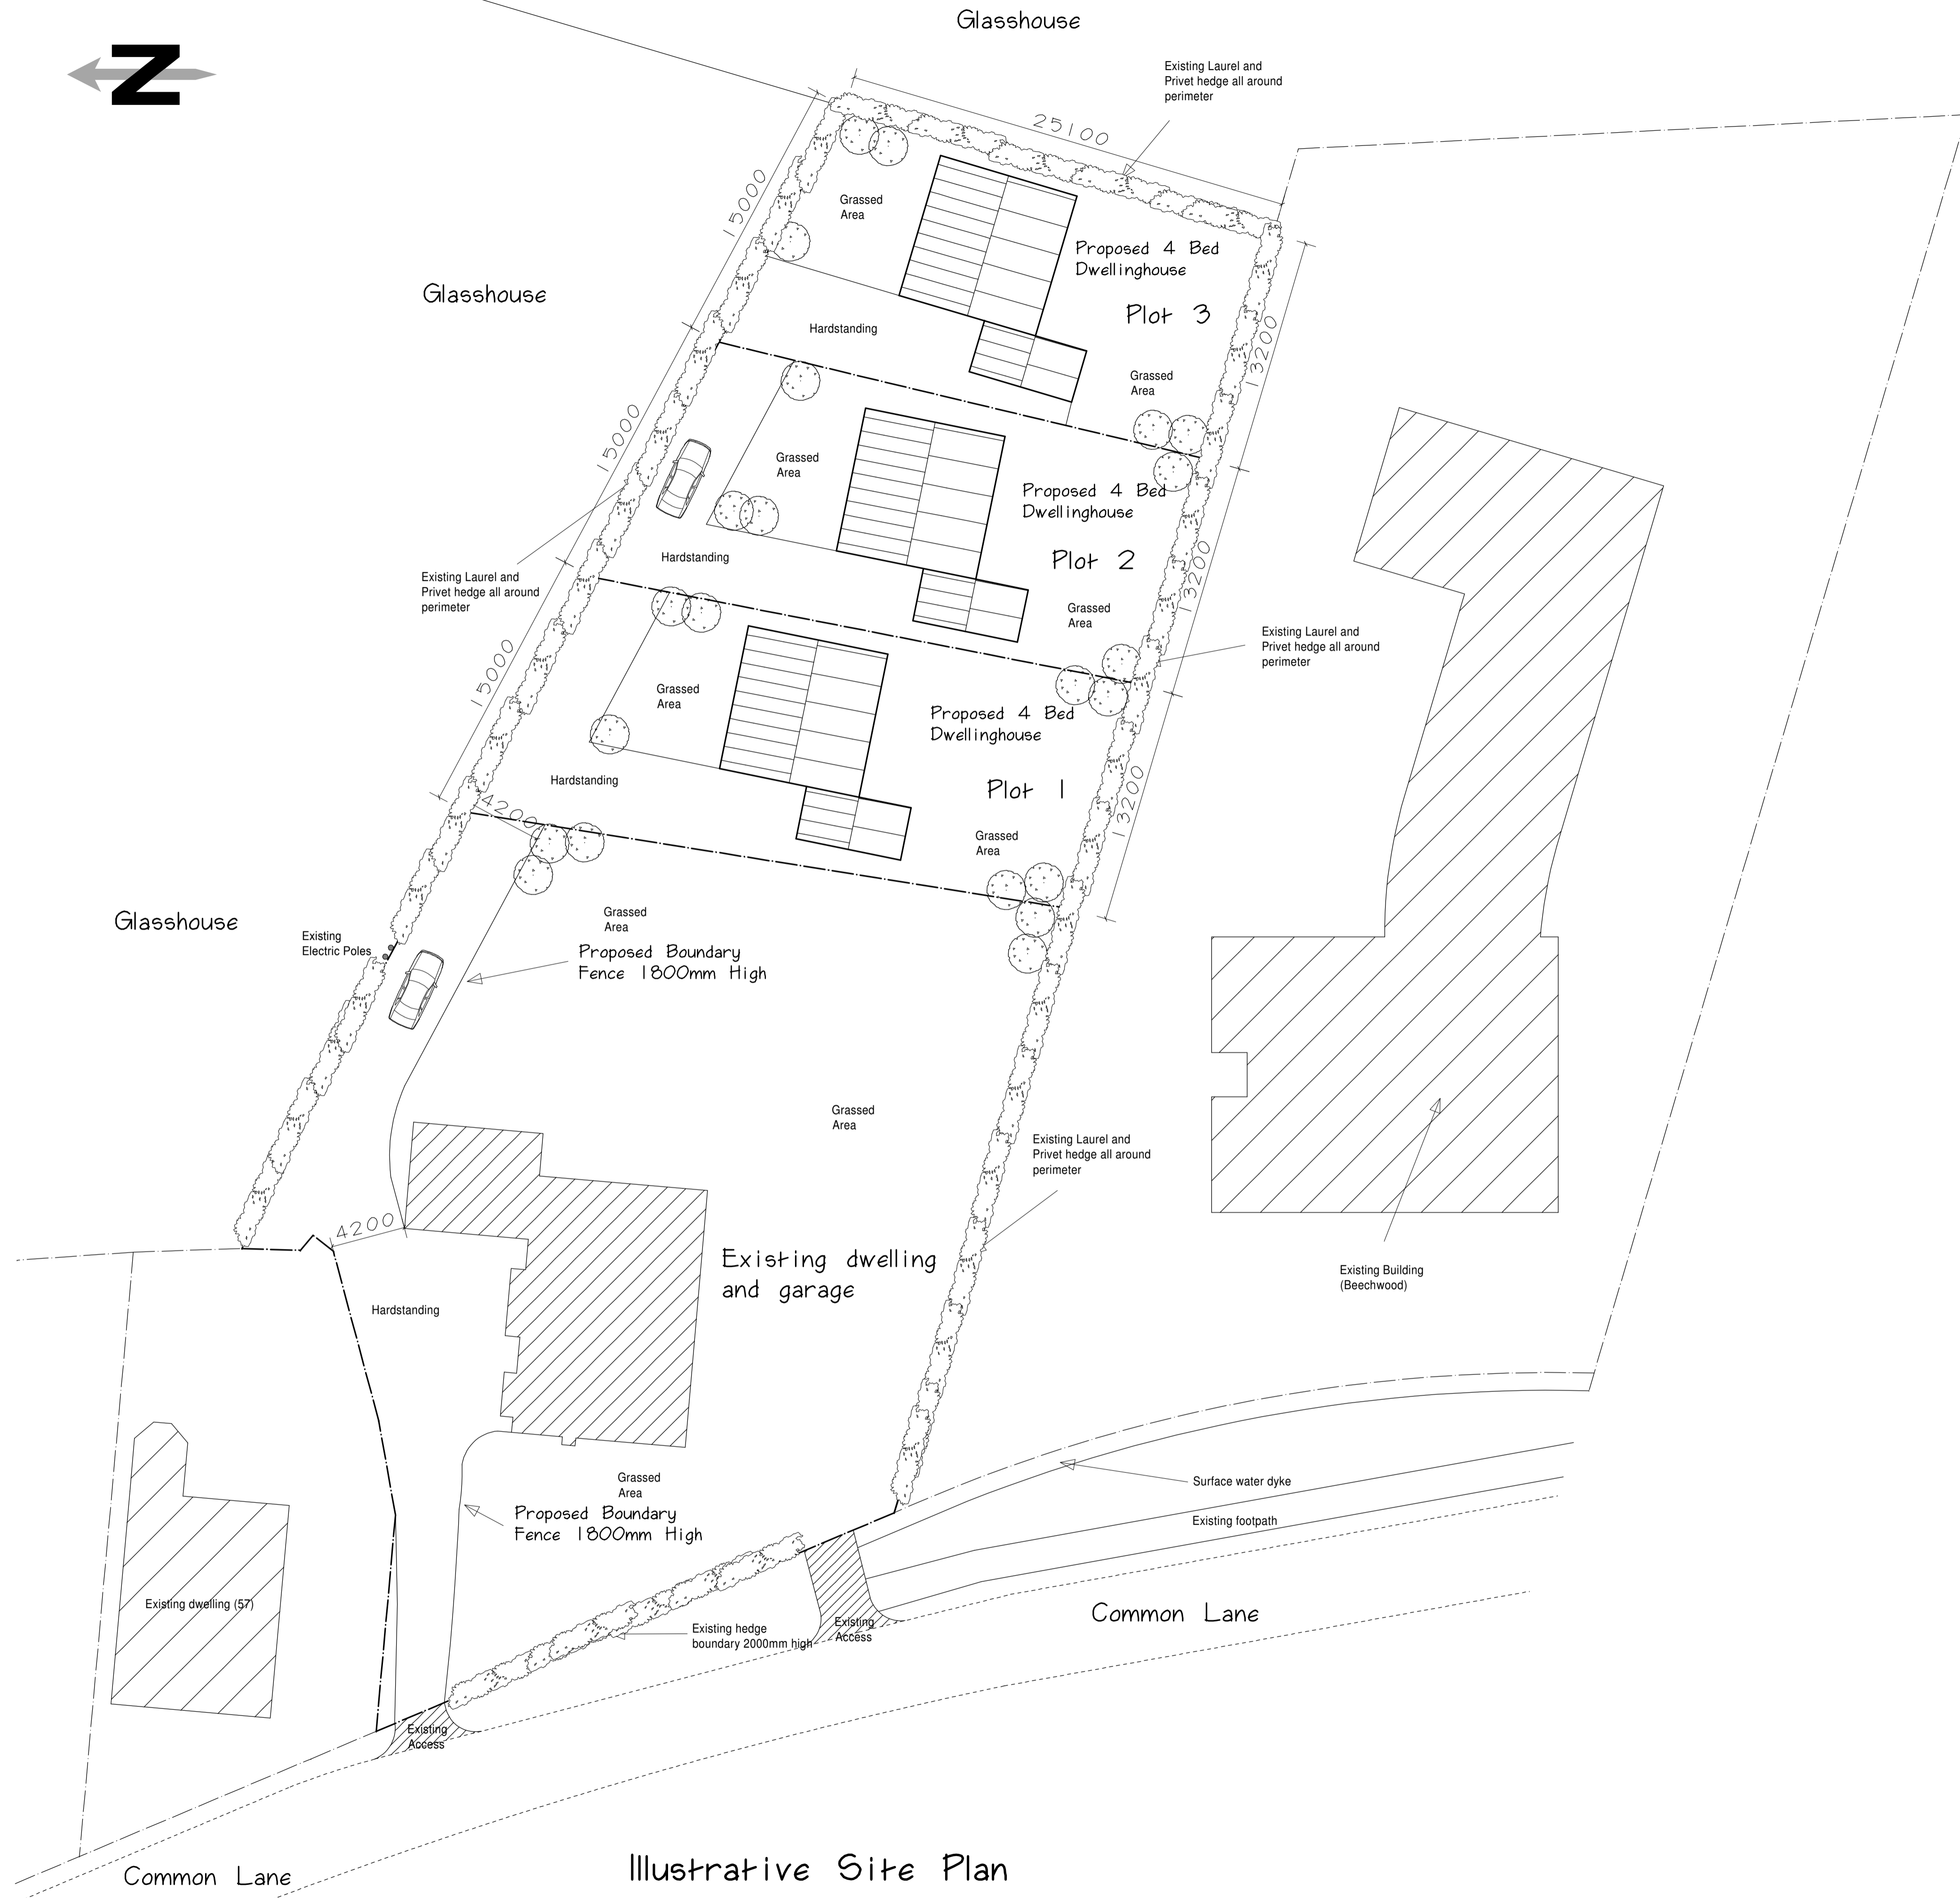 Glasshouse
N
Existing Laurel and
Privet hedge all around
perimeter
25100
15000
Grassed
Area
Proposed 4 Bed
Dwellinghouse
Plot 3
Glasshouse
Hardstanding
13200
Grassed
Area
15000
Grassed
Area
Proposed 4 Bed
Dwellinghouse
Plot 2
Hardstanding
13200
Existing Laurel and
Privet hedge all around
perimeter
Grassed
Area
Existing Laurel and
Privet hedge all around
perimeter
15000
Grassed
Area
Proposed 4 Bed
Dwellinghouse
Plot 1
Hardstanding
13200
4200
Grassed
Area
Glasshouse
Existing
Electric Poles
Grassed
Area
Proposed Boundary
Fence 1800mm High
Grassed
Area
Existing Laurel and
Privet hedge all around
perimeter
4200
Existing dwelling
and garage
Existing Building
(Beechwood)
Hardstanding
Grassed
Area
Proposed Boundary
Fence 1800mm High
Surface water dyke
Existing footpath
Existing dwelling (57)
Common Lane
Existing hedge
boundary 2000mm high
Existing
Access
Existing
Access
Common Lane
Illustrative Site Plan